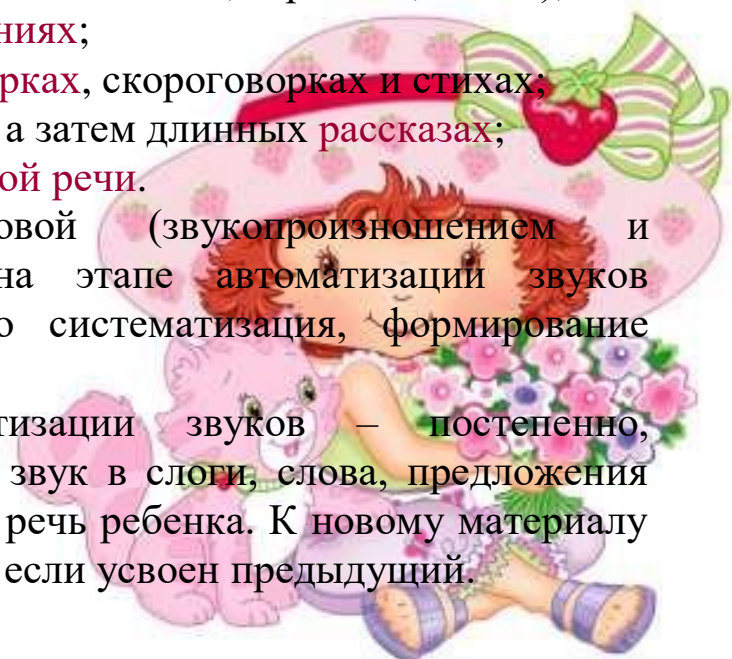 ниях;
рках, скороговорках и стихах;
а затем длинных рассказах;
ой речи.
овой (звукопроизношением и
на этапе автоматизации звуков
о систематизация, формирование
тизации звуков – постепенно,
звук в слоги, слова, предложения
речь ребенка. К новому материалу
если усвоен предыдущий.